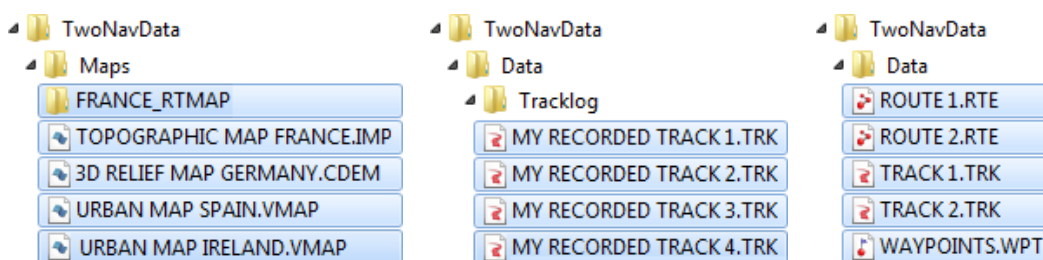 TwoNavData
Maps
FRANCE_RTMAP
TOPOGRAPHIC MAP FRANCE.IMP
3D RELIEF MAP GERMANY.CDEM
URBAN MAP SPAIN.VMAP
URBAN MAP IRELAND.VMAP
TwoNavData
Data
Tracklog
MY RECORDED TRACK 1.TRK
MY RECORDED TRACK 2.TRK
MY RECORDED TRACK 3.TRK
MY RECORDED TRACK 4.TRK
TwoNavData
Data
ROUTE 1.RTE
ROUTE 2.RTE
TRACK 1.TRK
TRACK 2.TRK
WAYPOINTS.WPT